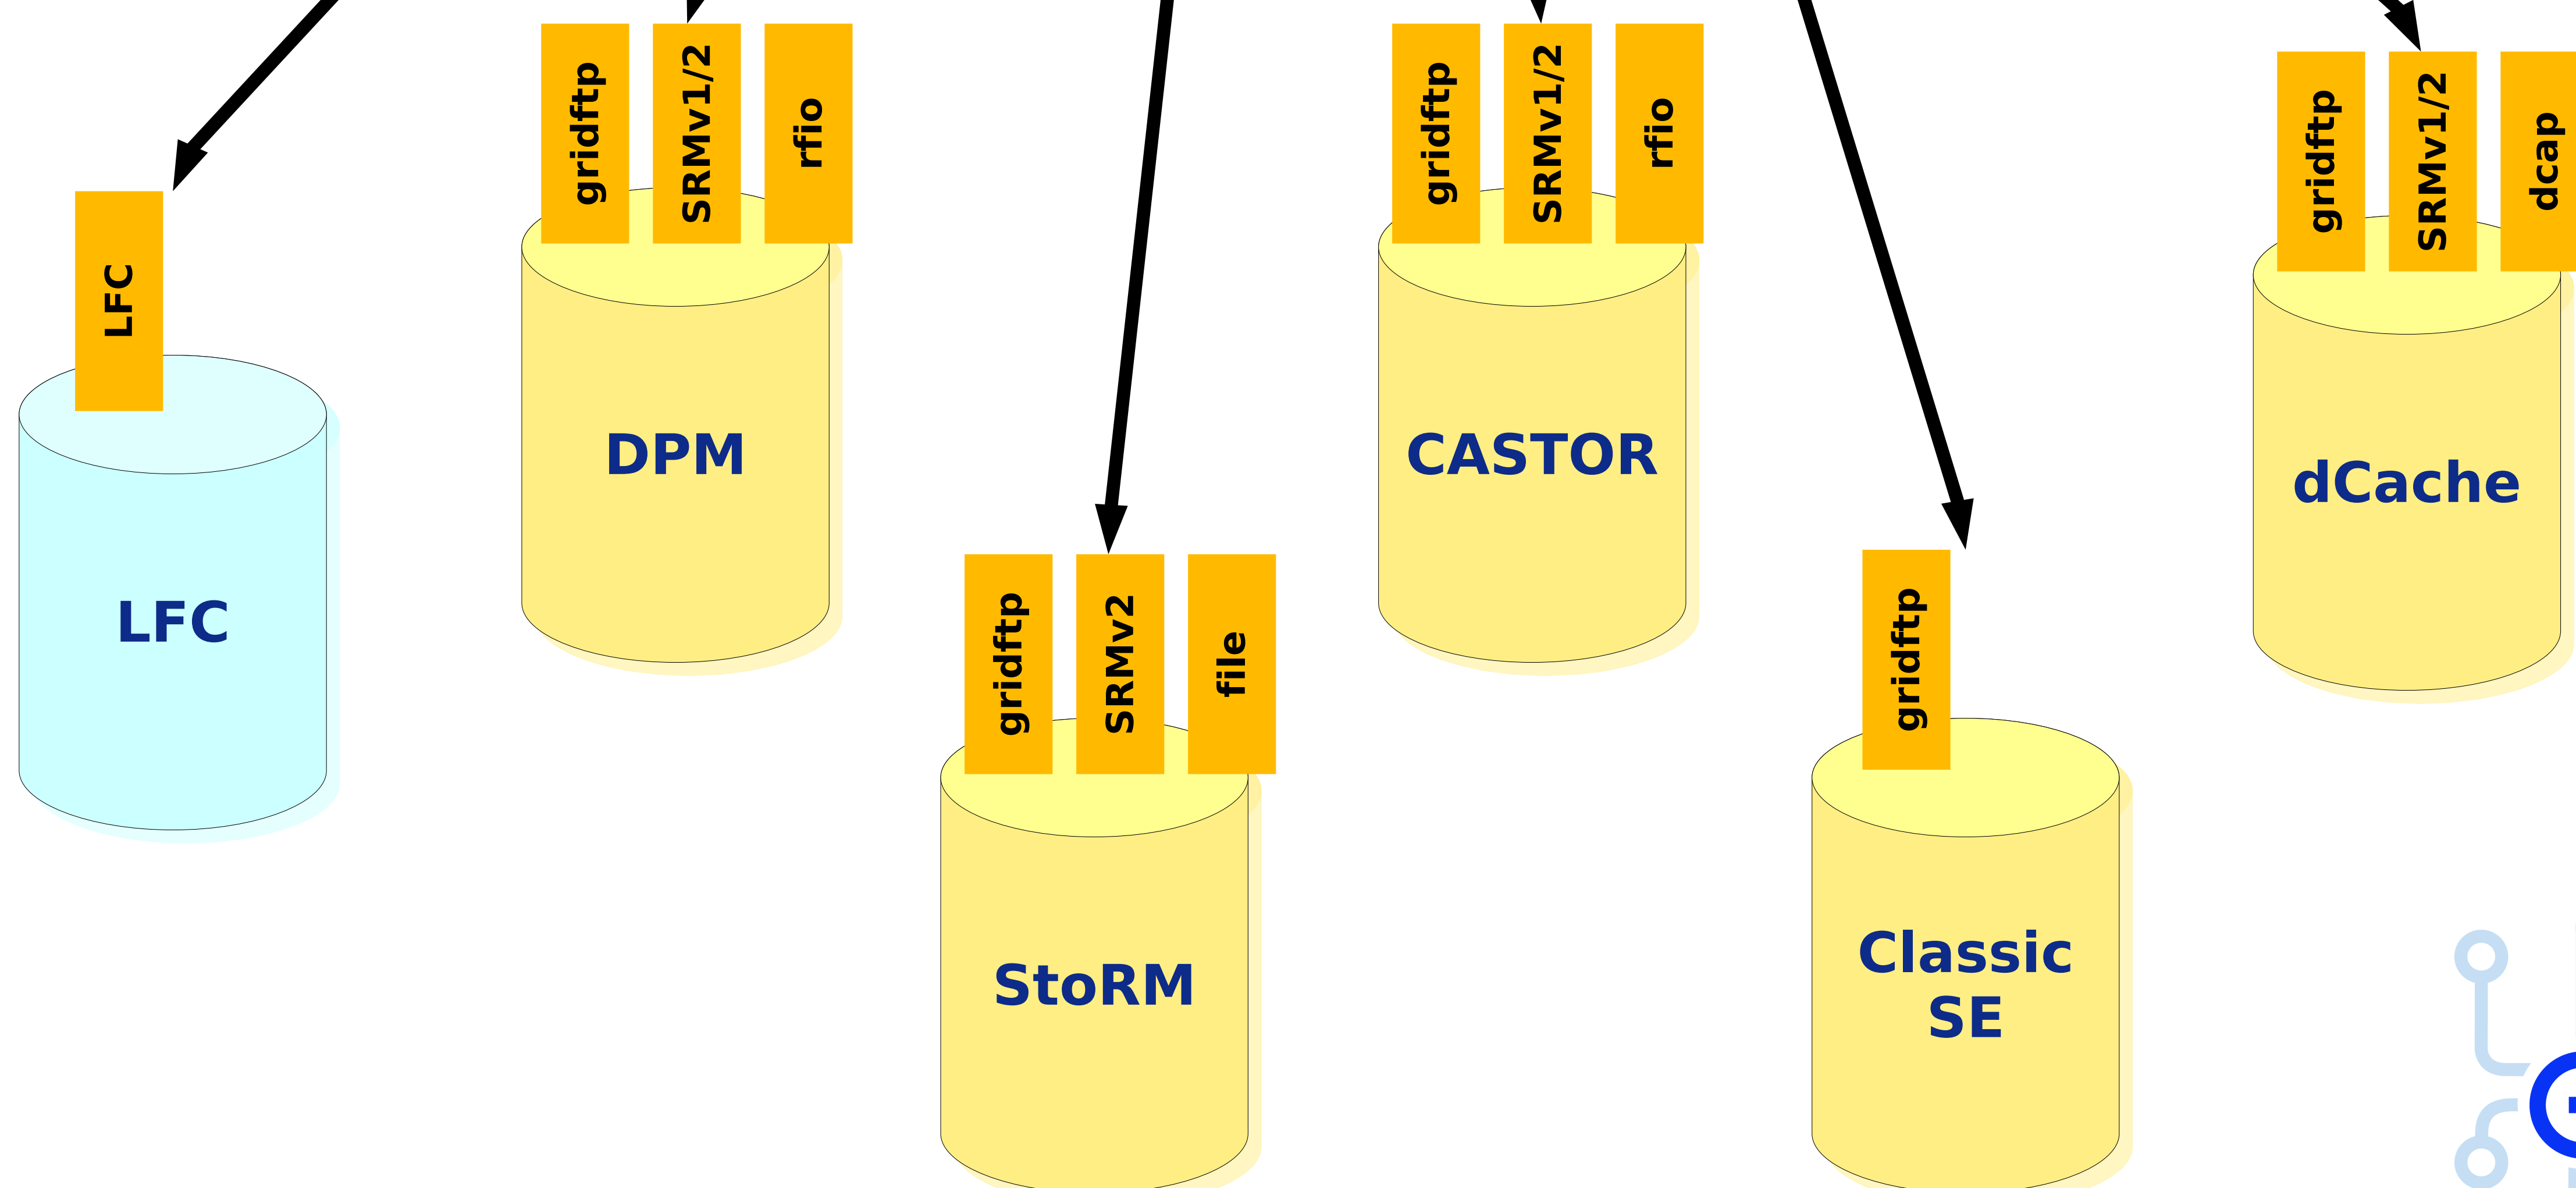 gridftp
SRMv1/2
rfio
gridftp
SRMv1/2
rfio
gridftp
SRMv1/2
dcap
LFC
DPM
CASTOR
dCache
LFC
gridftp
SRMv2
file
gridftp
StoRM
Classic
SE